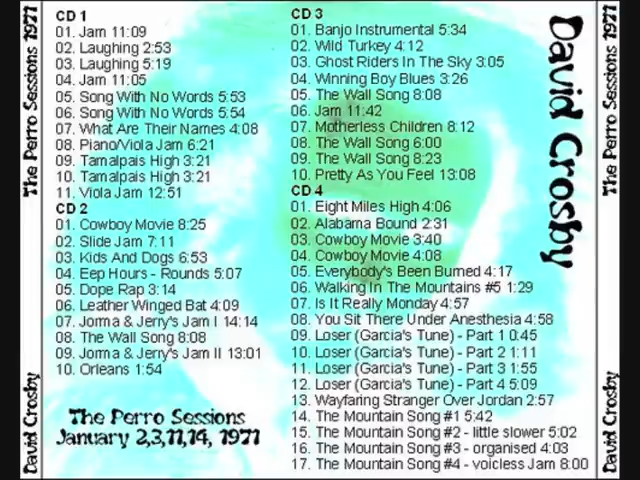 The Perro Sessions 1971
David Crosby
CD 1
01. Jam 11:09
02. Laughing 2:53
03. Laughing 5:19
04. Jam 11:05
05. Song With No Words 5:53
06. Song With No Words 5:54
07. What Are Their Names 4:08
08. Piano/Viola Jam 6:21
09. Tamalpais High 3:21
10. Tamalpais High 3:21
11. Viola Jam 12:51
CD 2
01. Cowboy Movie 8:25
02. Slide Jam 7:11
03. Kids And Dogs 6:53
04. Eep Hours - Rounds 5:07
05. Dope Rap 3:14
06. Leather Winged Bat 4:09
07. Jorma & Jerry's Jam I 14:14
08. The Wall Song 8:08
09. Jorma & Jerry's Jam II 13:01
10. Orleans 1:54
The Perro Sessions
January 2,3,11,14, 1971
CD 3
01. Banjo Instrumental 5:34
02. Wild Turkey 4:12
03. Ghost Riders In The Sky 3:05
04. Winning Boy Blues 3:26
05. The Wall Song 8:08
06. Jam 11:42
07. Motherless Children 8:12
08. The Wall Song 6:00
09. The Wall Song 8:23
10. Pretty As You Feel 13:08
CD 4
01. Eight Miles High 4:06
02. Alabama Bound 2:31
03. Cowboy Movie 3:40
04. Cowboy Movie 4:08
05. Everybody's Been Burned 4:17
06. Walking In The Mountains #5 1:29
07. Is It Really Monday 4:57
08. You Sit There Under Anesthesia 4:58
09. Loser (Garcia's Tune) - Part 1 0:45
10. Loser (Garcia's Tune) - Part 2 1:11
11. Loser (Garcia's Tune) - Part 3 1:55
12. Loser (Garcia's Tune) - Part 4 5:09
13. Wayfaring Stranger Over Jordan 2:57
14. The Mountain Song #1 5:42
15. The Mountain Song #2 - little slower 5:02
16. The Mountain Song #3 - organised 4:03
17. The Mountain Song #4 - voicless Jam 8:00
David Crosby
The Perro Sessions 1971
David Crosby